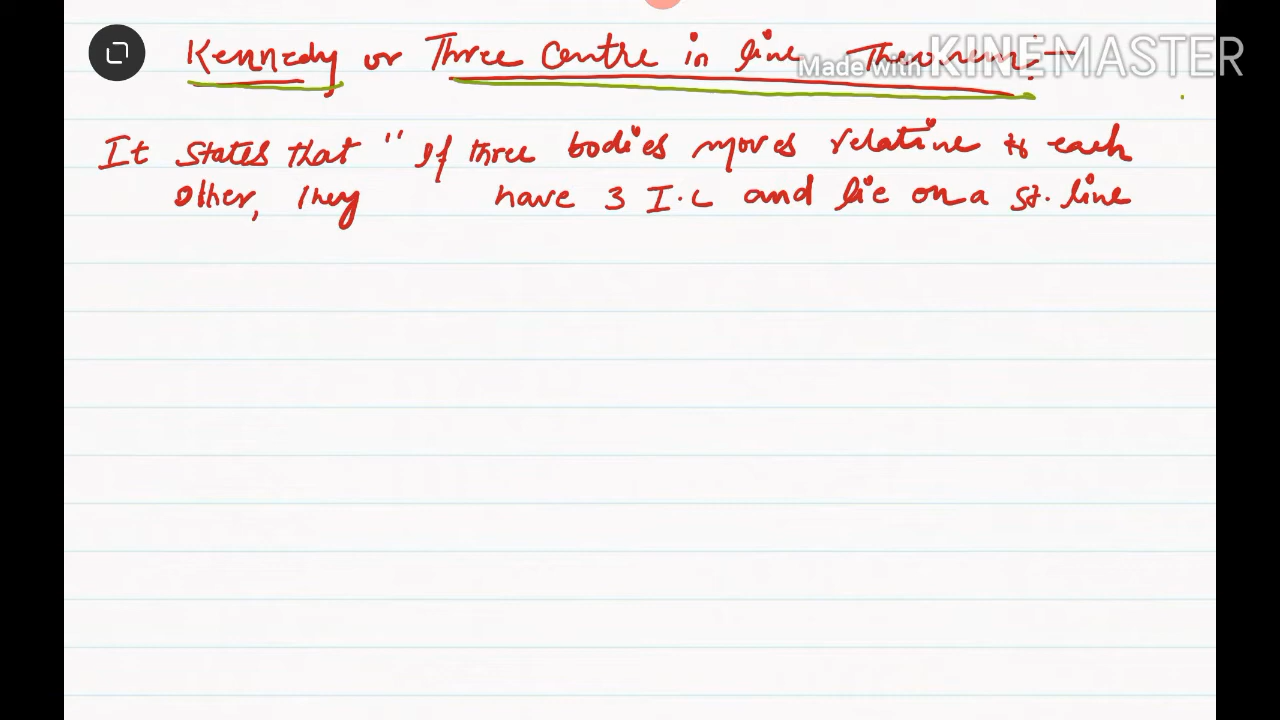 Kennedy or Three Centre in line Theorem:-
Made with KINEMASTER
It states that " If three bodies moves relative to each
other, they have 3 I.C and lie on a st. line